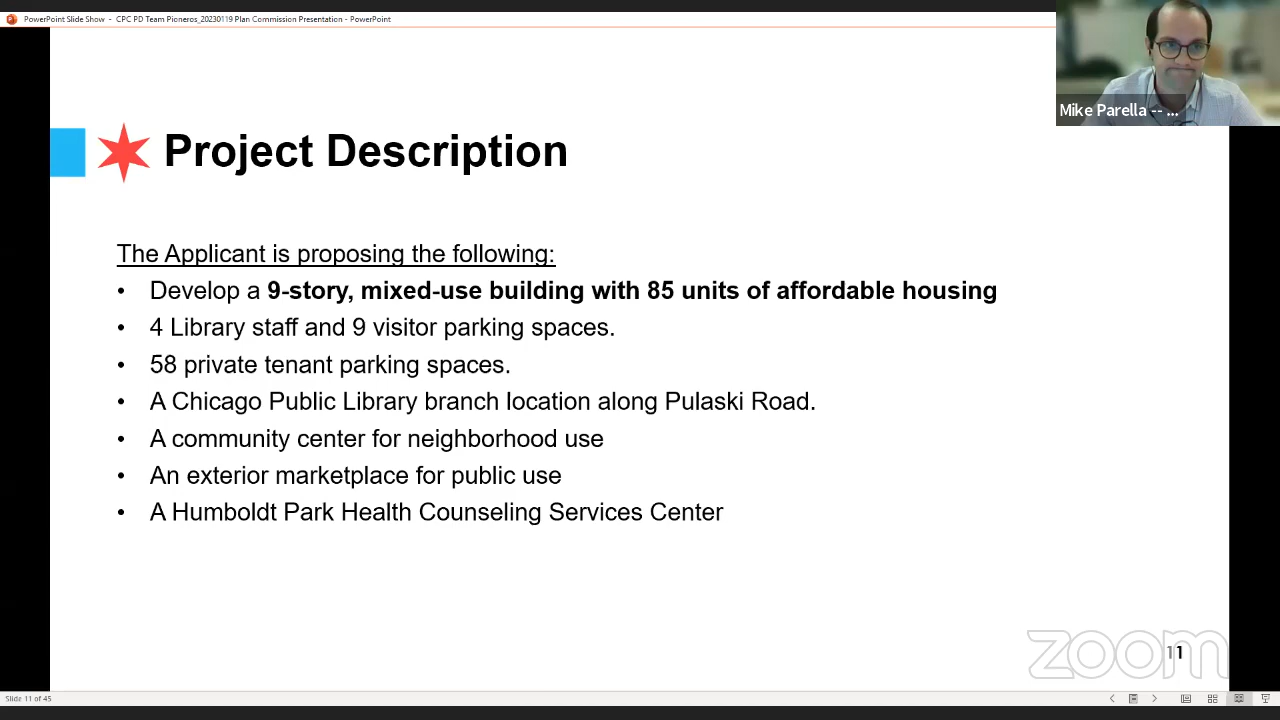 PowerPoint Slide Show - CPC PD Team Pioneros_20230119 Plan Commission Presentation - PowerPoint
Mike Parella -- ...
Project Description
The Applicant is proposing the following:
• Develop a 9-story, mixed-use building with 85 units of affordable housing
• 4 Library staff and 9 visitor parking spaces.
• 58 private tenant parking spaces.
• A Chicago Public Library branch location along Pulaski Road.
• A community center for neighborhood use
• An exterior marketplace for public use
• A Humboldt Park Health Counseling Services Center
zoom
11
Slide 11 of 45